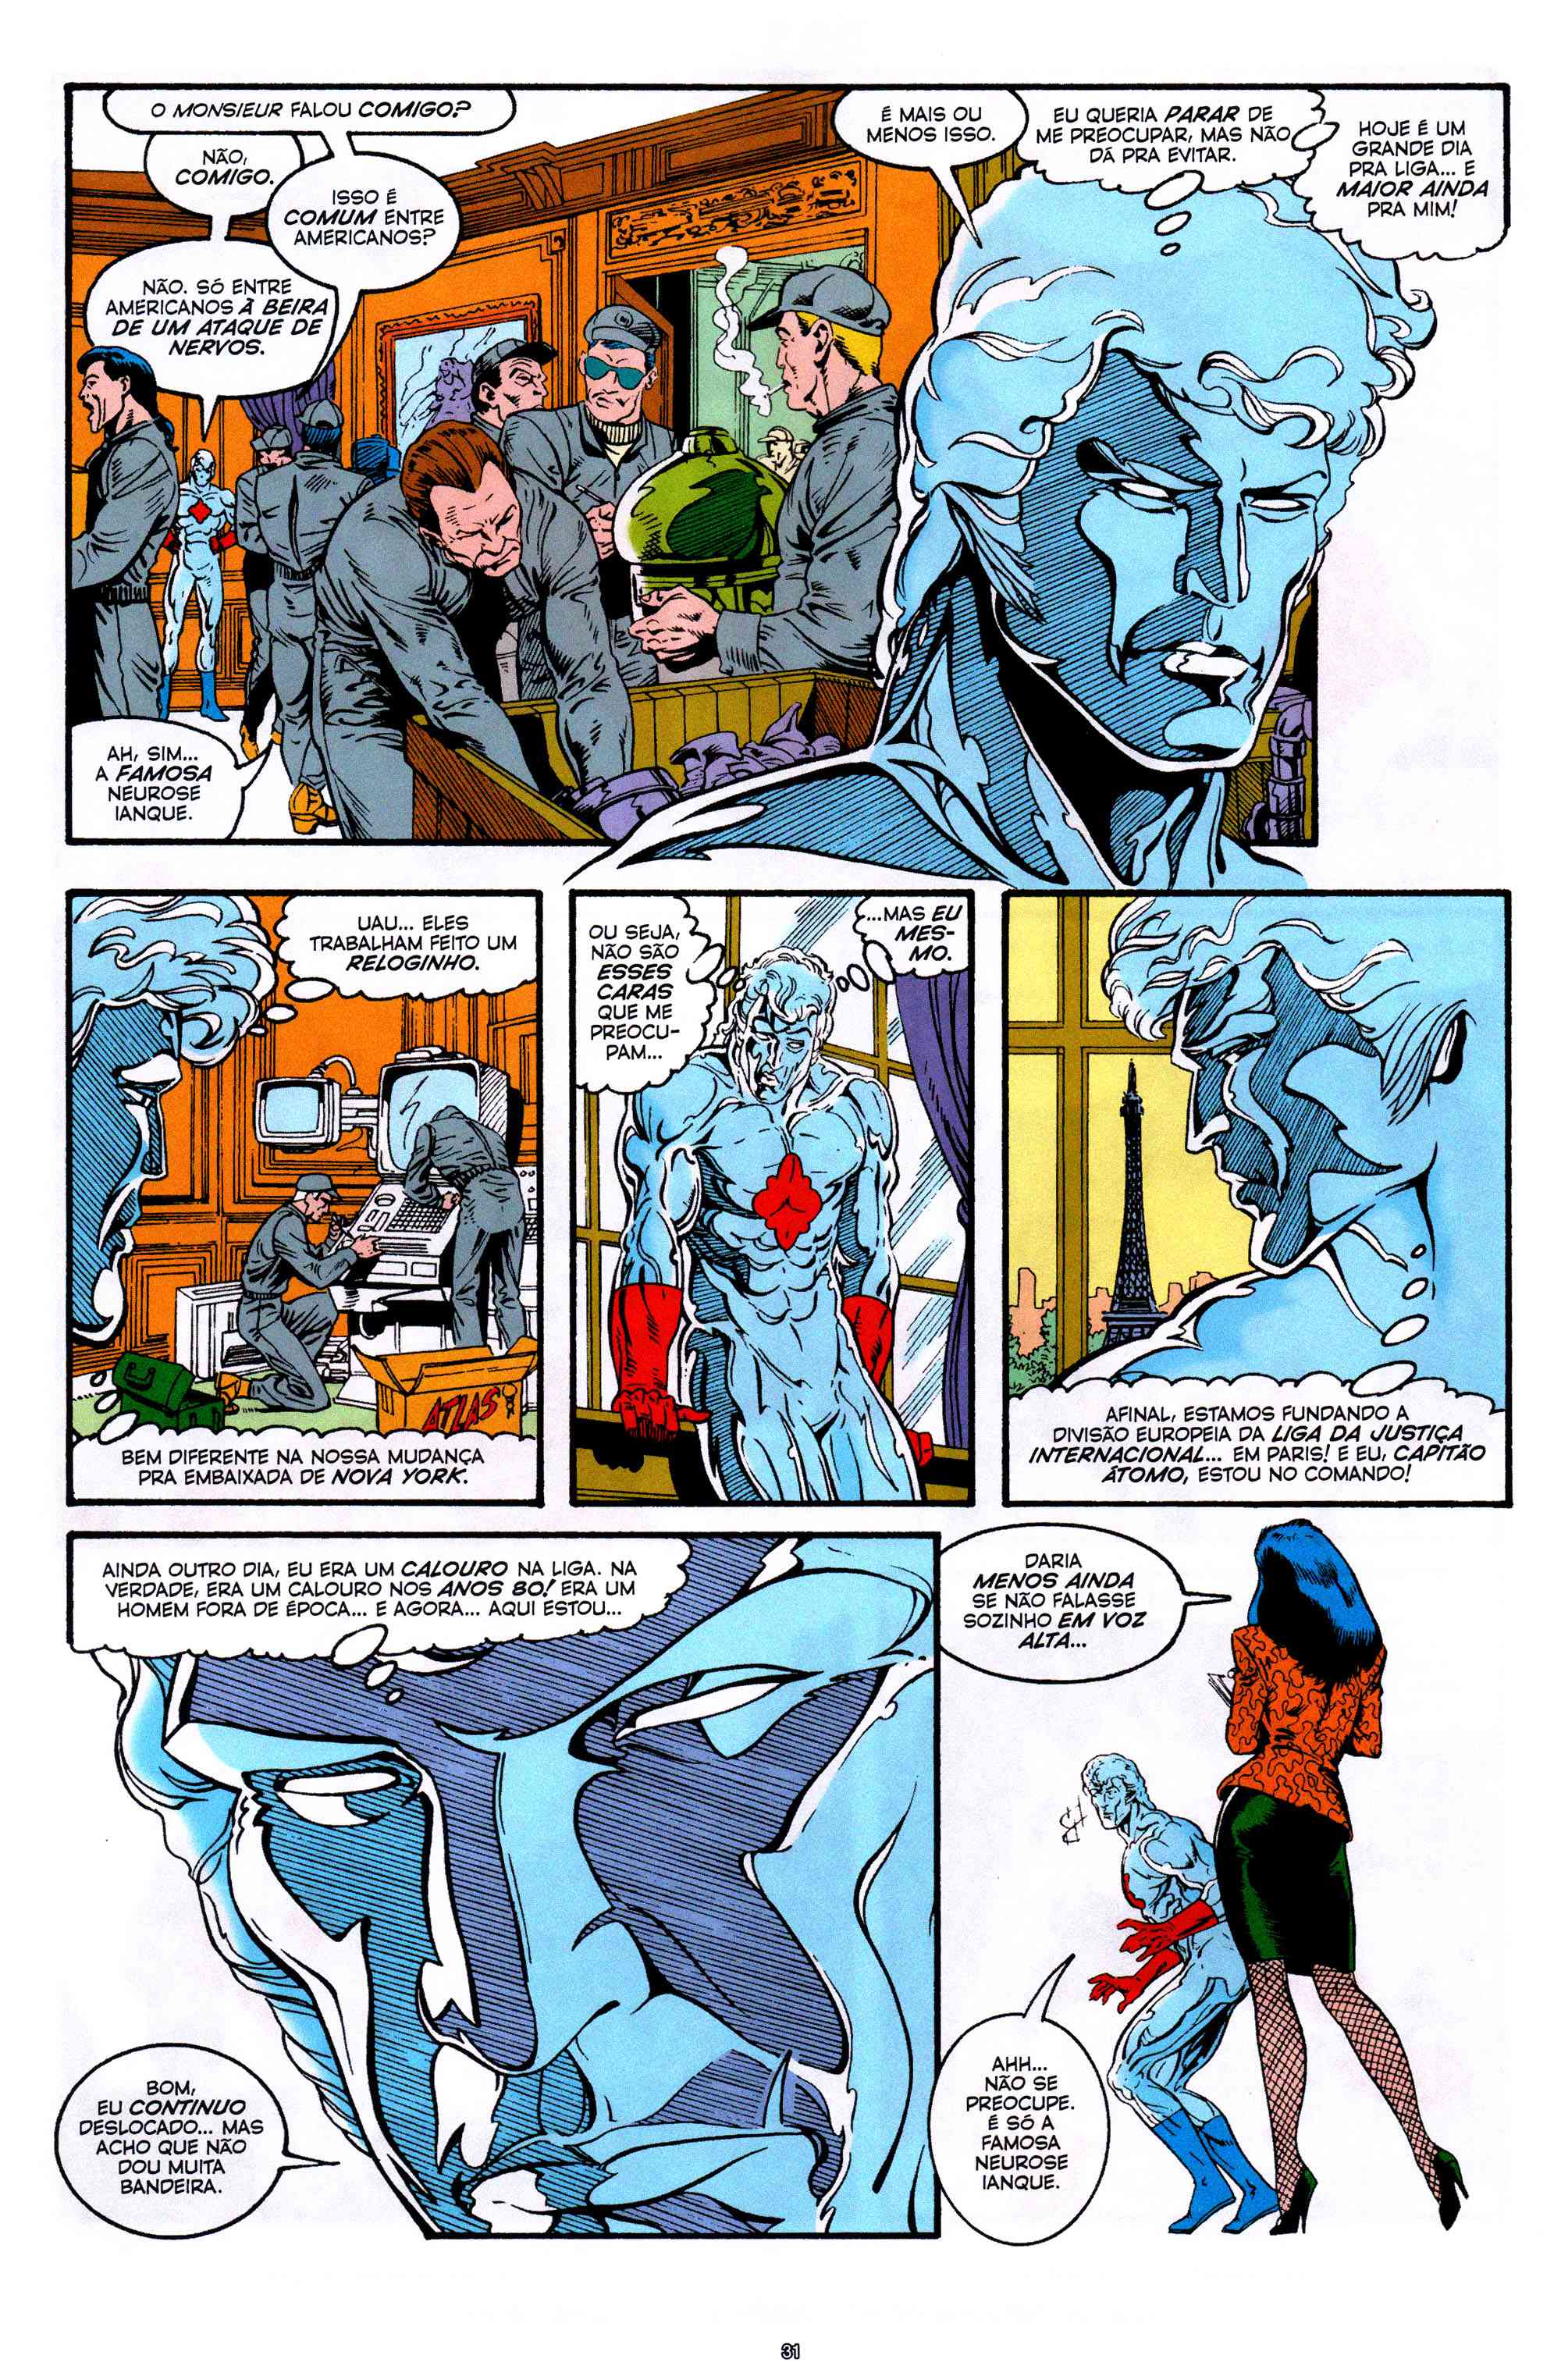 O MONSIEUR FALOU COMIGO?
NÃO,
COMIGO.
ISSO É
COMUM ENTRE
AMERICANOS?
NÃO. SÓ ENTRE
AMERICANOS À BEIRA
DE UM ATAQUE DE
NERVOS.
AH, SIM...
A FAMOSA
NEUROSE
IANQUE.
É MAIS OU
MENOS ISSO.
EU QUERIA PARAR DE
ME PREOCUPAR, MAS NÃO
DÁ PRA EVITAR.
HOJE É UM
GRANDE DIA
PRA LIGA... E
MAIOR AINDA
PRA MIM!
UAU... ELES
TRABALHAM FEITO UM
RELOGINHO.
ATLAS
BEM DIFERENTE NA NOSSA MUDANÇA
PRA EMBAIXADA DE NOVA YORK.
OU SEJA,
NÃO SÃO
ESSES
CARAS
QUE ME
PREOCU-
PAM...
...MAS EU
MES-
MO.
AFINAL, ESTAMOS FUNDANDO A
DIVISÃO EUROPEIA DA LIGA DA JUSTIÇA
INTERNACIONAL... EM PARIS! E EU, CAPITÃO
ÁTOMO, ESTOU NO COMANDO!
AINDA OUTRO DIA, EU ERA UM CALOURO NA LIGA. NA
VERDADE, ERA UM CALOURO NOS ANOS 80! ERA UM
HOMEM FORA DE ÉPOCA... E AGORA... AQUI ESTOU...
BOM,
EU CONTINUO
DESLOCADO... MAS
ACHO QUE NÃO
DOU MUITA
BANDEIRA.
DARIA
MENOS AINDA
SE NÃO FALASSE
SOZINHO EM VOZ
ALTA...
AHH...
NÃO SE
PREOCUPE.
É SÓ A
FAMOSA
NEUROSE
IANQUE.
31